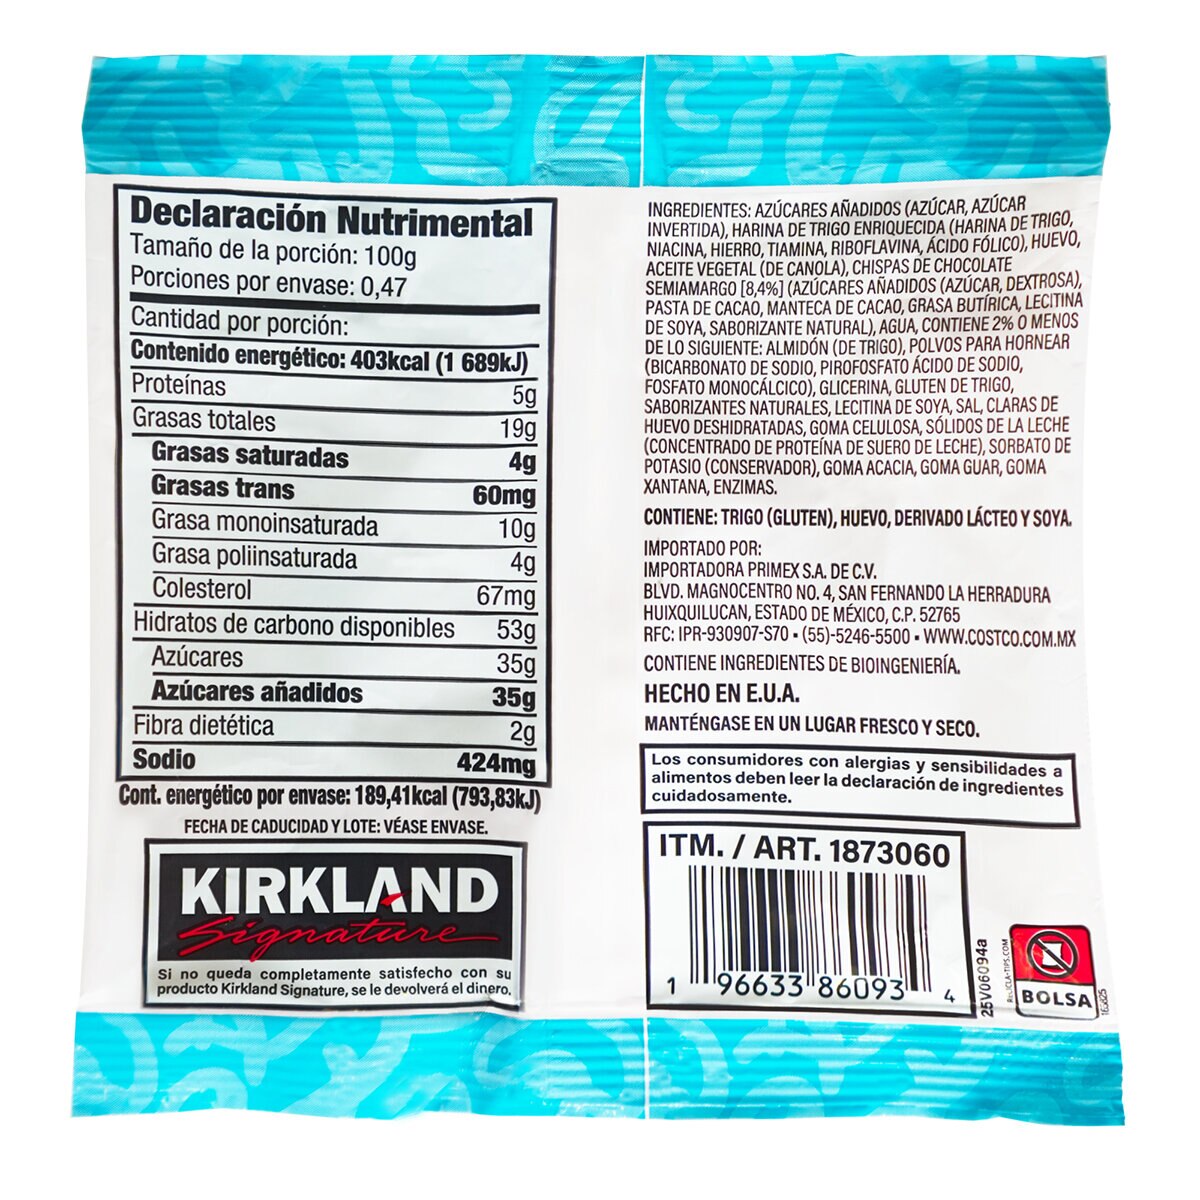 Declaración Nutrimental
Tamaño de la porción: 100g
Porciones por envase: 0,47
Cantidad por porción:
Contenido energético: 403kcal (1 689kJ)
Proteínas 5g
Grasas totales 19g
Grasas saturadas 4g
Grasas trans 60mg
Grasa monoinsaturada 10g
Grasa poliinsaturada 4g
Colesterol 67mg
Hidratos de carbono disponibles 53g
Azúcares 35g
Azúcares añadidos 35g
Fibra dietética 2g
Sodio 424mg
Cont. energético por envase: 189,41kcal (793,83kJ)
FECHA DE CADUCIDAD Y LOTE: VÉASE ENVASE.
KIRKLAND
Signature
Si no queda completamente satisfecho con su
producto Kirkland Signature, se le devolverá el dinero.
INGREDIENTES: AZÚCARES AÑADIDOS (AZÚCAR, AZÚCAR
INVERTIDA), HARINA DE TRIGO ENRIQUECIDA (HARINA DE TRIGO,
NIACINA, HIERRO, TIAMINA, RIBOFLAVINA, ÁCIDO FÓLICO), HUEVO,
ACEITE VEGETAL (DE CANOLA), CHISPAS DE CHOCOLATE
SEMIAMARGO [8,4%] (AZÚCARES AÑADIDOS (AZÚCAR, DEXTROSA),
PASTA DE CACAO, MANTECA DE CACAO, GRASA BUTÍRICA, LECITINA
DE SOYA, SABORIZANTE NATURAL), AGUA, CONTIENE 2% O MENOS
DE LO SIGUIENTE: ALMIDÓN (DE TRIGO), POLVOS PARA HORNEAR
(BICARBONATO DE SODIO, PIROFOSFATO ÁCIDO DE SODIO,
FOSFATO MONOCÁLCICO), GLICERINA, GLUTEN DE TRIGO,
SABORIZANTES NATURALES, LECITINA DE SOYA, SAL, CLARAS DE
HUEVO DESHIDRATADAS, GOMA CELULOSA, SÓLIDOS DE LA LECHE
(CONCENTRADO DE PROTEÍNA DE SUERO DE LECHE), SORBATO DE
POTASIO (CONSERVADOR), GOMA ACACIA, GOMA GUAR, GOMA
XANTANA, ENZIMAS.
CONTIENE: TRIGO (GLUTEN), HUEVO, DERIVADO LÁCTEO Y SOYA.
IMPORTADO POR:
IMPORTADORA PRIMEX S.A. DE C.V.
BLVD. MAGNOCENTRO NO. 4, SAN FERNANDO LA HERRADURA
HUIXQUILUCAN, ESTADO DE MÉXICO, C.P. 52765
RFC: IPR-930907-S70 ▪ (55)-5246-5500 ▪ WWW.COSTCO.COM.MX
CONTIENE INGREDIENTES DE BIOINGENIERÍA.
HECHO EN E.U.A.
MANTÉNGASE EN UN LUGAR FRESCO Y SECO.
Los consumidores con alergias y sensibilidades a
alimentos deben leer la declaración de ingredientes
cuidadosamente.
ITM. / ART. 1873060
1 96633 86093 4
25V06094a
RECICLA-TIPS.COM
BOLSA